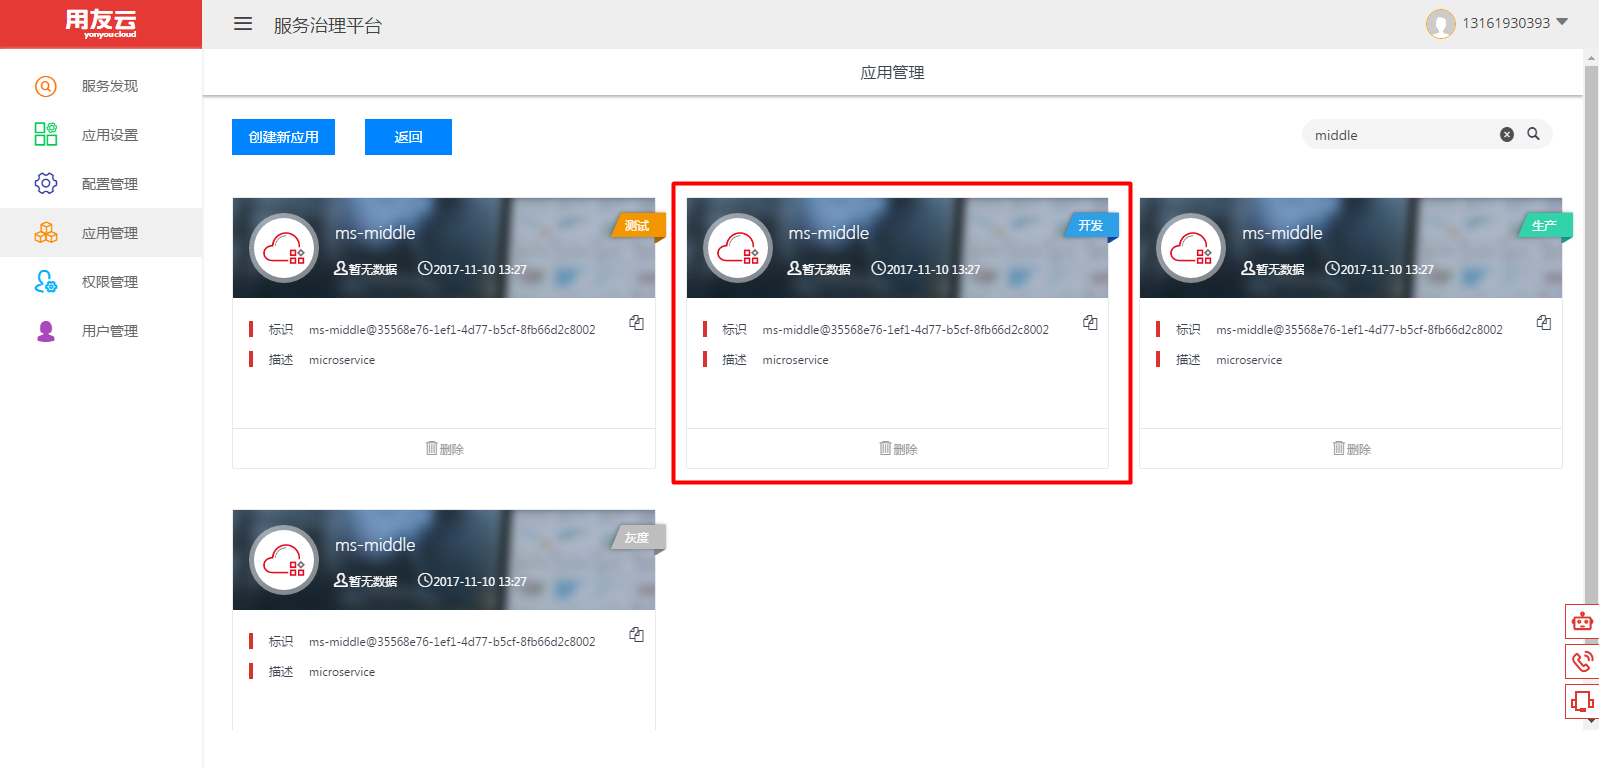 用友云
yonyoucloud
服务治理平台
13161930393
服务发现
应用设置
配置管理
应用管理
权限管理
用户管理
应用管理
创建新应用
返回
middle
ms-middle
测试
暂无数据 2017-11-10 13:27
标识 ms-middle@35568e76-1ef1-4d77-b5cf-8fb66d2c8002
描述 microservice
删除
ms-middle
开发
暂无数据 2017-11-10 13:27
标识 ms-middle@35568e76-1ef1-4d77-b5cf-8fb66d2c8002
描述 microservice
删除
ms-middle
生产
暂无数据 2017-11-10 13:27
标识 ms-middle@35568e76-1ef1-4d77-b5cf-8fb66d2c8002
描述 microservice
删除
ms-middle
灰度
暂无数据 2017-11-10 13:27
标识 ms-middle@35568e76-1ef1-4d77-b5cf-8fb66d2c8002
描述 microservice